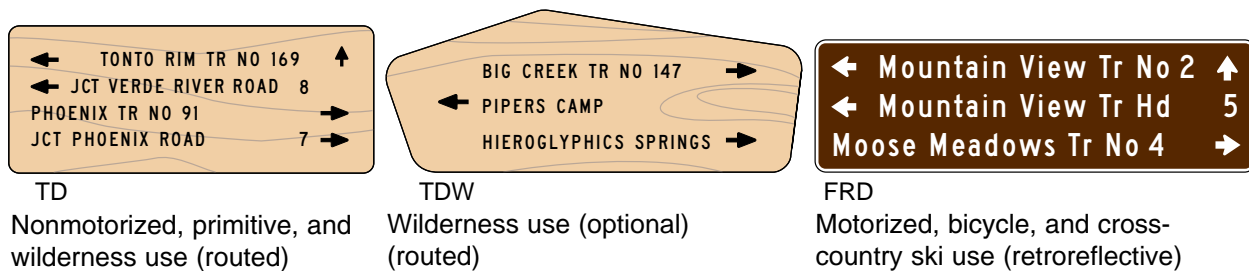 TONTO RIM TR NO 169
JCT VERDE RIVER ROAD 8
PHOENIX TR NO 91
JCT PHOENIX ROAD 7
TD
Nonmotorized, primitive, and
wilderness use (routed)
BIG CREEK TR NO 147
PIPERS CAMP
HIEROGLYPHICS SPRINGS
TDW
Wilderness use (optional)
(routed)
Mountain View Tr No 2
Mountain View Tr Hd 5
Moose Meadows Tr No 4
FRD
Motorized, bicycle, and cross-
country ski use (retroreflective)